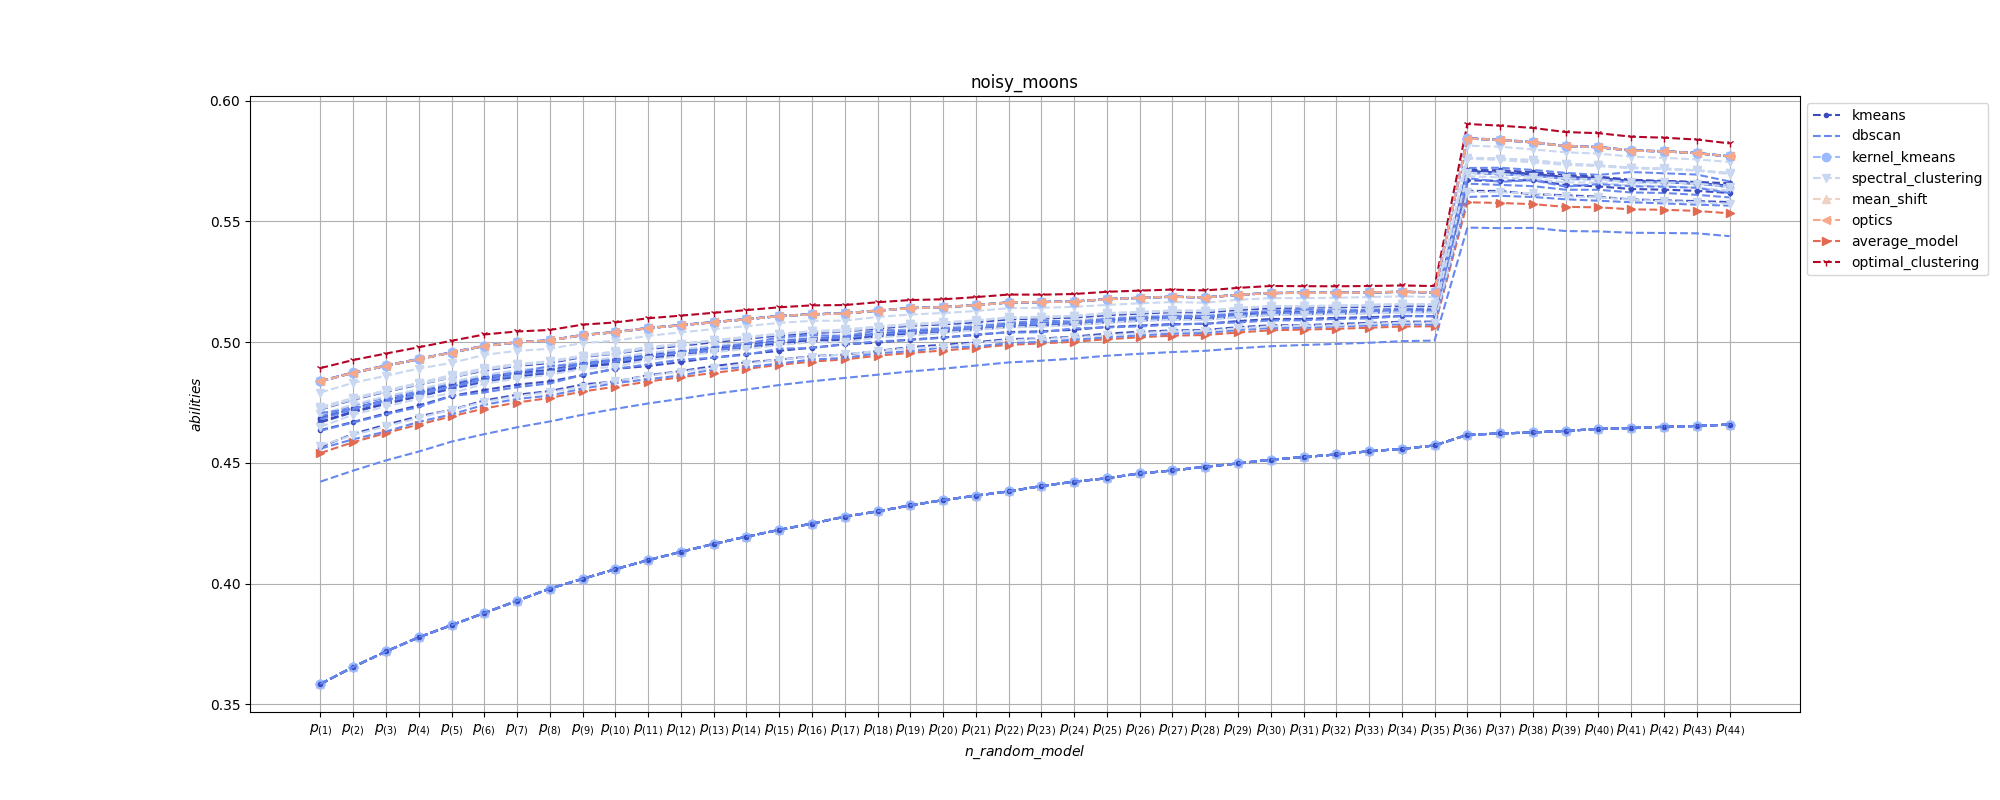 noisy_moons
0.60
0.55
0.50
0.45
0.40
0.35
abilities
p(1) p(2) p(3) p(4) p(5) p(6) p(7) p(8) p(9) p(10) p(11) p(12) p(13) p(14) p(15) p(16) p(17) p(18) p(19) p(20) p(21) p(22) p(23) p(24) p(25) p(26) p(27) p(28) p(29) p(30) p(31) p(32) p(33) p(34) p(35) p(36) p(37) p(38) p(39) p(40) p(41) p(42) p(43) p(44)
n_random_model
kmeans
dbscan
kernel_kmeans
spectral_clustering
mean_shift
optics
average_model
optimal_clustering